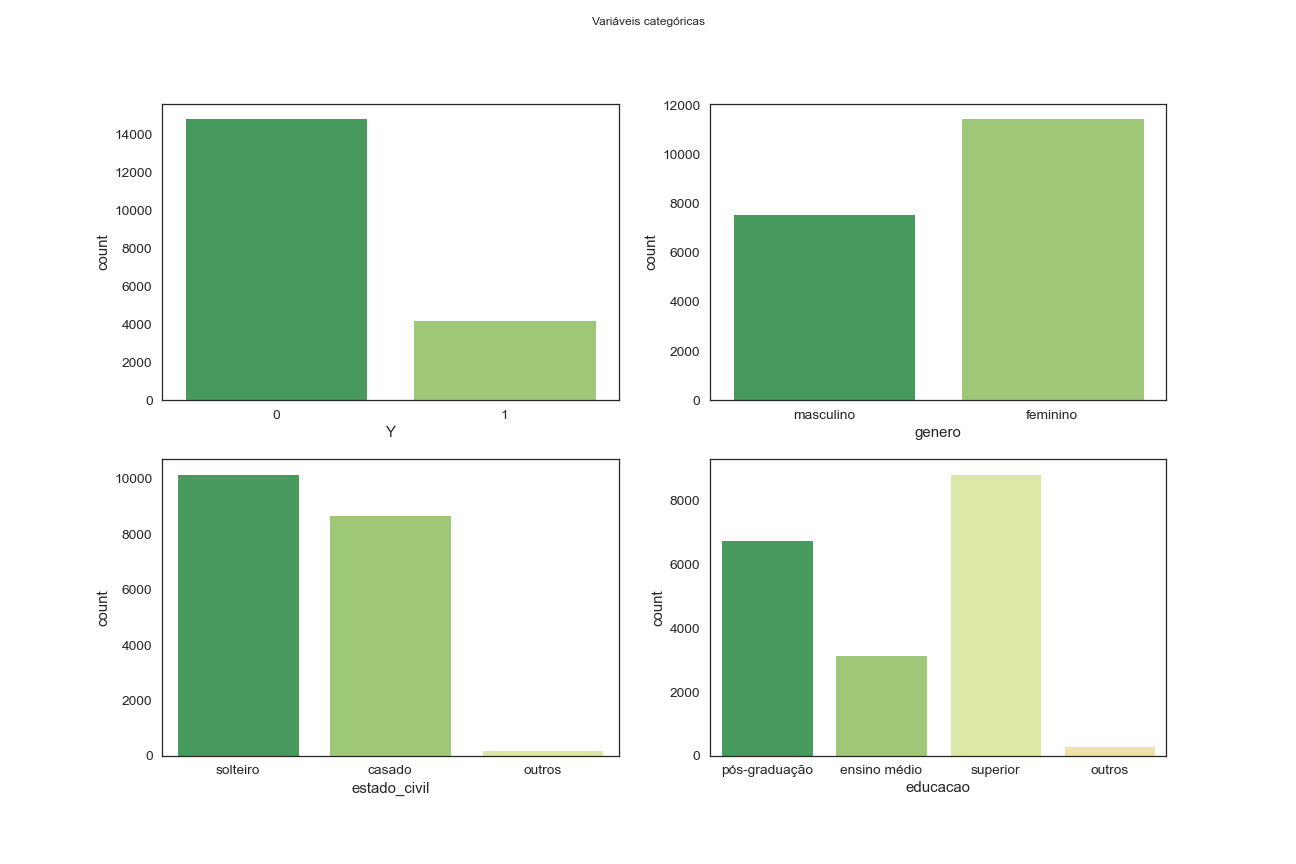 Variáveis categóricas
14000
12000
10000
8000
6000
4000
2000
0
count
0 1
Y
12000
10000
8000
6000
4000
2000
0
count
masculino feminino
genero
10000
8000
6000
4000
2000
0
count
solteiro casado outros
estado_civil
8000
6000
4000
2000
0
count
pós-graduação ensino médio superior outros
educacao